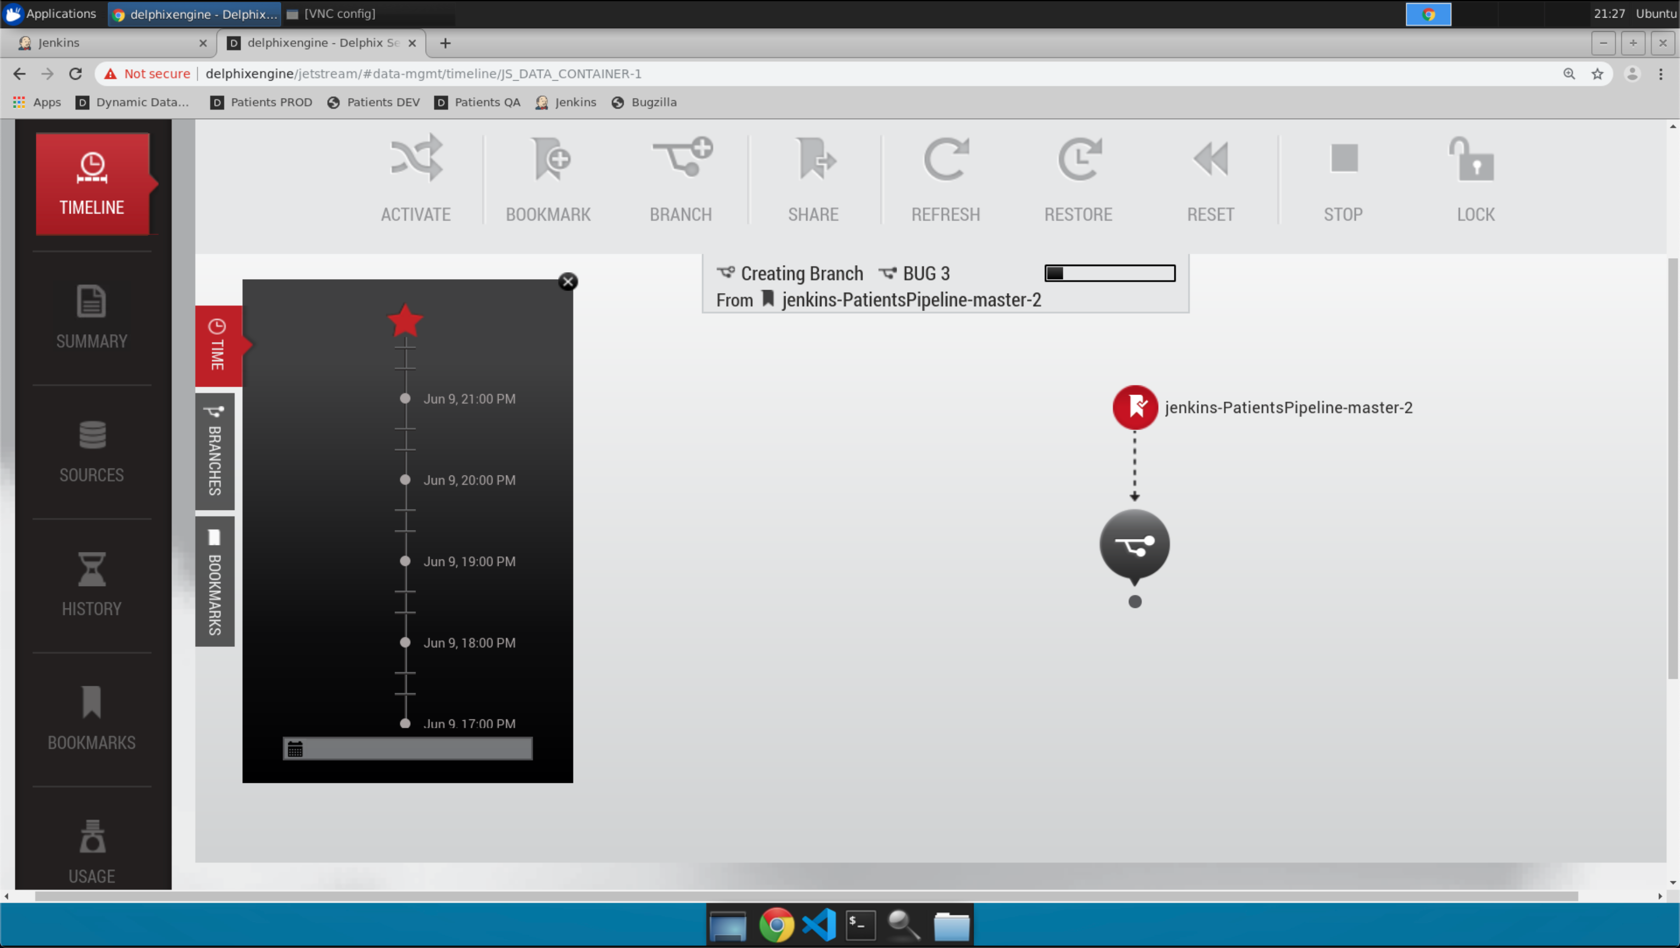 Applications
delphixengine - Delphix...
[VNC config]
21:27 Ubuntu
Jenkins
delphixengine - Delphix Se
Not secure
delphixengine/jetstream/#data-mgmt/timeline/JS_DATA_CONTAINER-1
Apps
Dynamic Data...
Patients PROD
Patients DEV
Patients QA
Jenkins
Bugzilla
TIMELINE
SUMMARY
SOURCES
HISTORY
BOOKMARKS
USAGE
ACTIVATE
BOOKMARK
BRANCH
SHARE
REFRESH
RESTORE
RESET
STOP
LOCK
Creating Branch BUG 3
From jenkins-PatientsPipeline-master-2
TIME
BRANCHES
BOOKMARKS
Jun 9, 21:00 PM
Jun 9, 20:00 PM
Jun 9, 19:00 PM
Jun 9, 18:00 PM
Jun 9, 17:00 PM
jenkins-PatientsPipeline-master-2